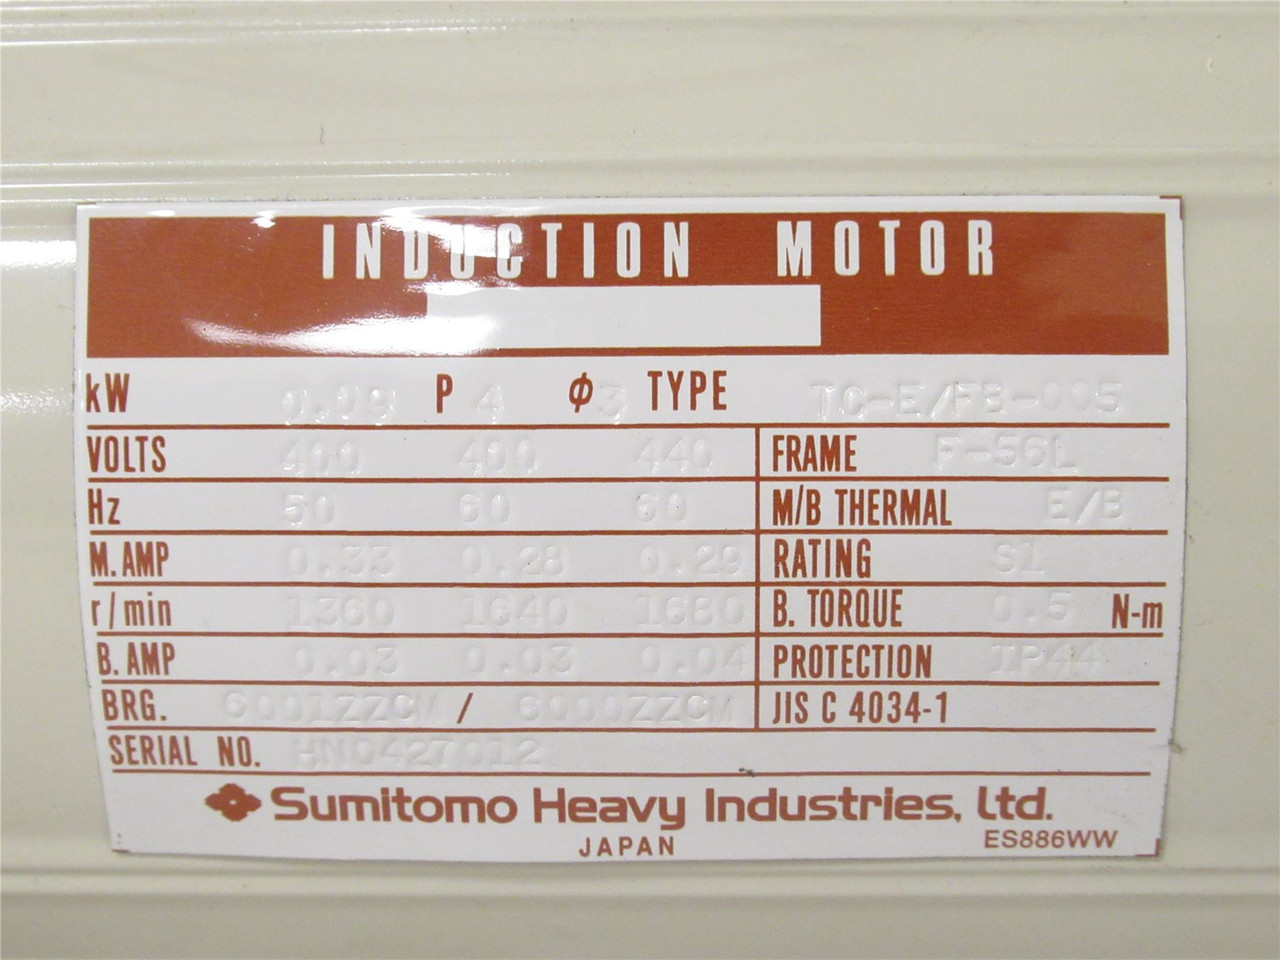 INDUCTION MOTOR
kW 0.09 P 4 ϕ 3 TYPE TC-E/FB-005
VOLTS 400 400 440 FRAME F-56L
Hz 50 60 60 M/B THERMAL E/B
M. AMP 0.33 0.28 0.29 RATING S1
r/min 1360 1640 1680 B. TORQUE 0.5 N-m
B. AMP 0.03 0.03 0.04 PROTECTION IP44
BRG. 6001ZZCM / 6000ZZCM JIS C 4034-1
SERIAL NO. HN0427012
Sumitomo Heavy Industries, Ltd.
JAPAN
ES886WW